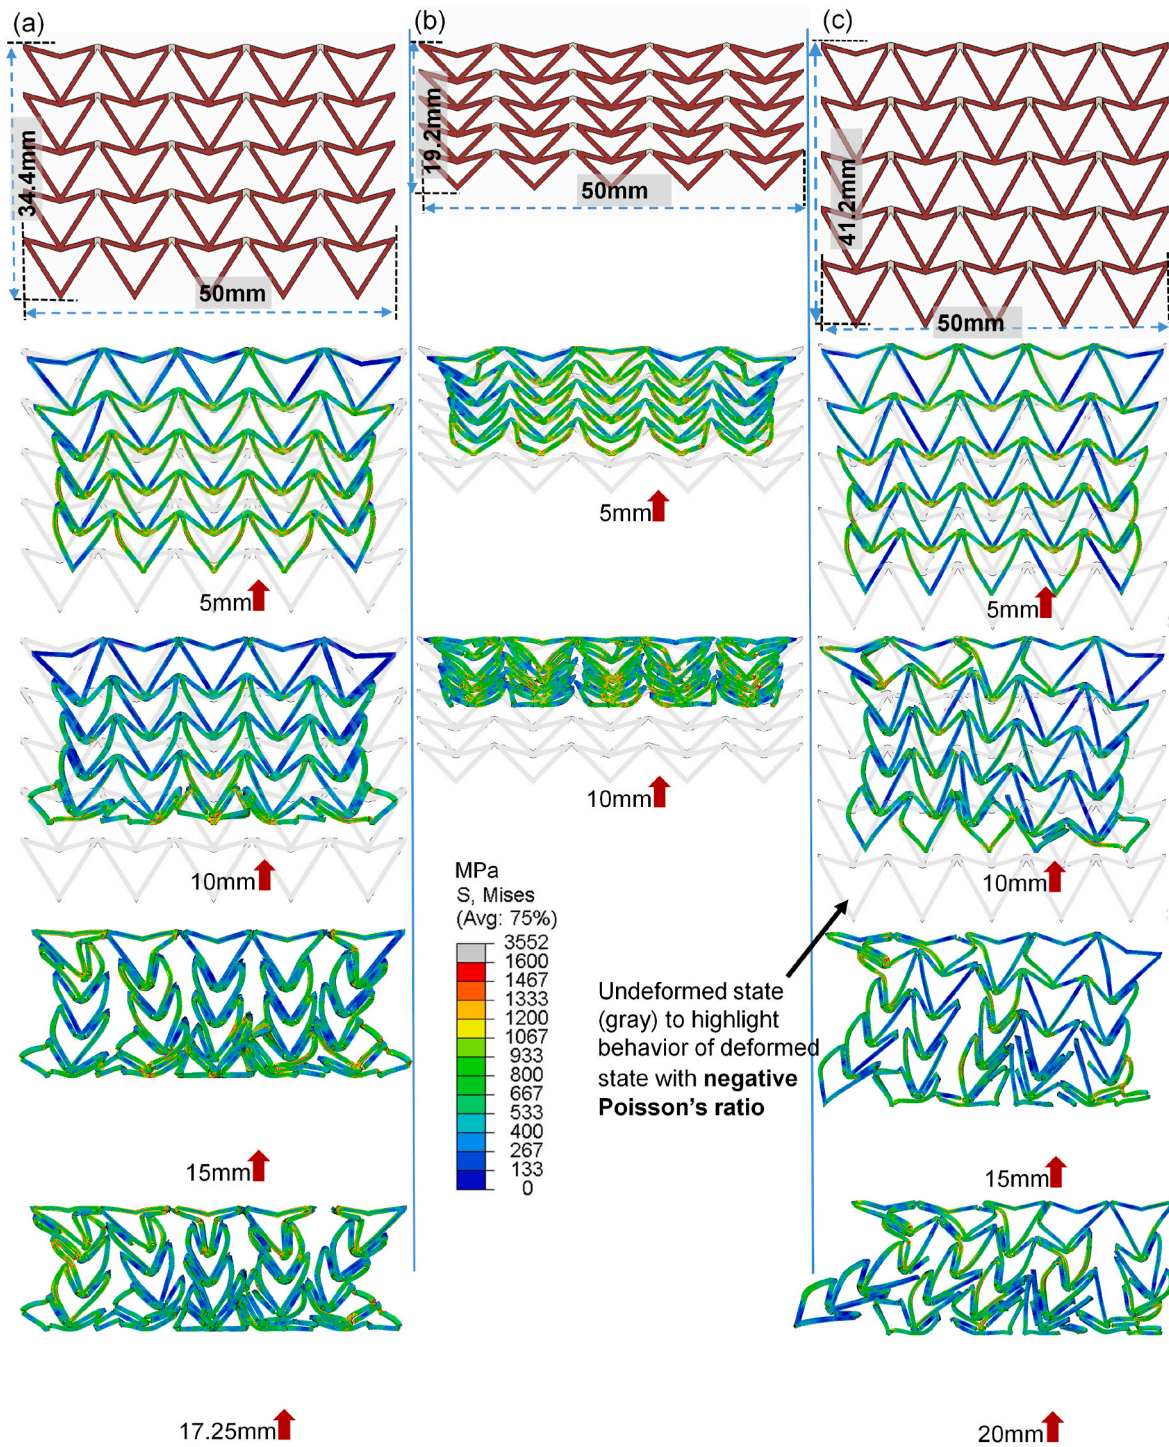 (a)
(b)
(c)
34.4mm
50mm
19.2mm
50mm
41.2mm
50mm
5mm
5mm
5mm
10mm
10mm
10mm
MPa
S, Mises
(Avg: 75%)
3552
1600
1467
1333
1200
1067
933
800
667
533
400
267
133
0
Undeformed state
(gray) to highlight
behavior of deformed
state with negative
Poisson's ratio
15mm
15mm
17.25mm
20mm